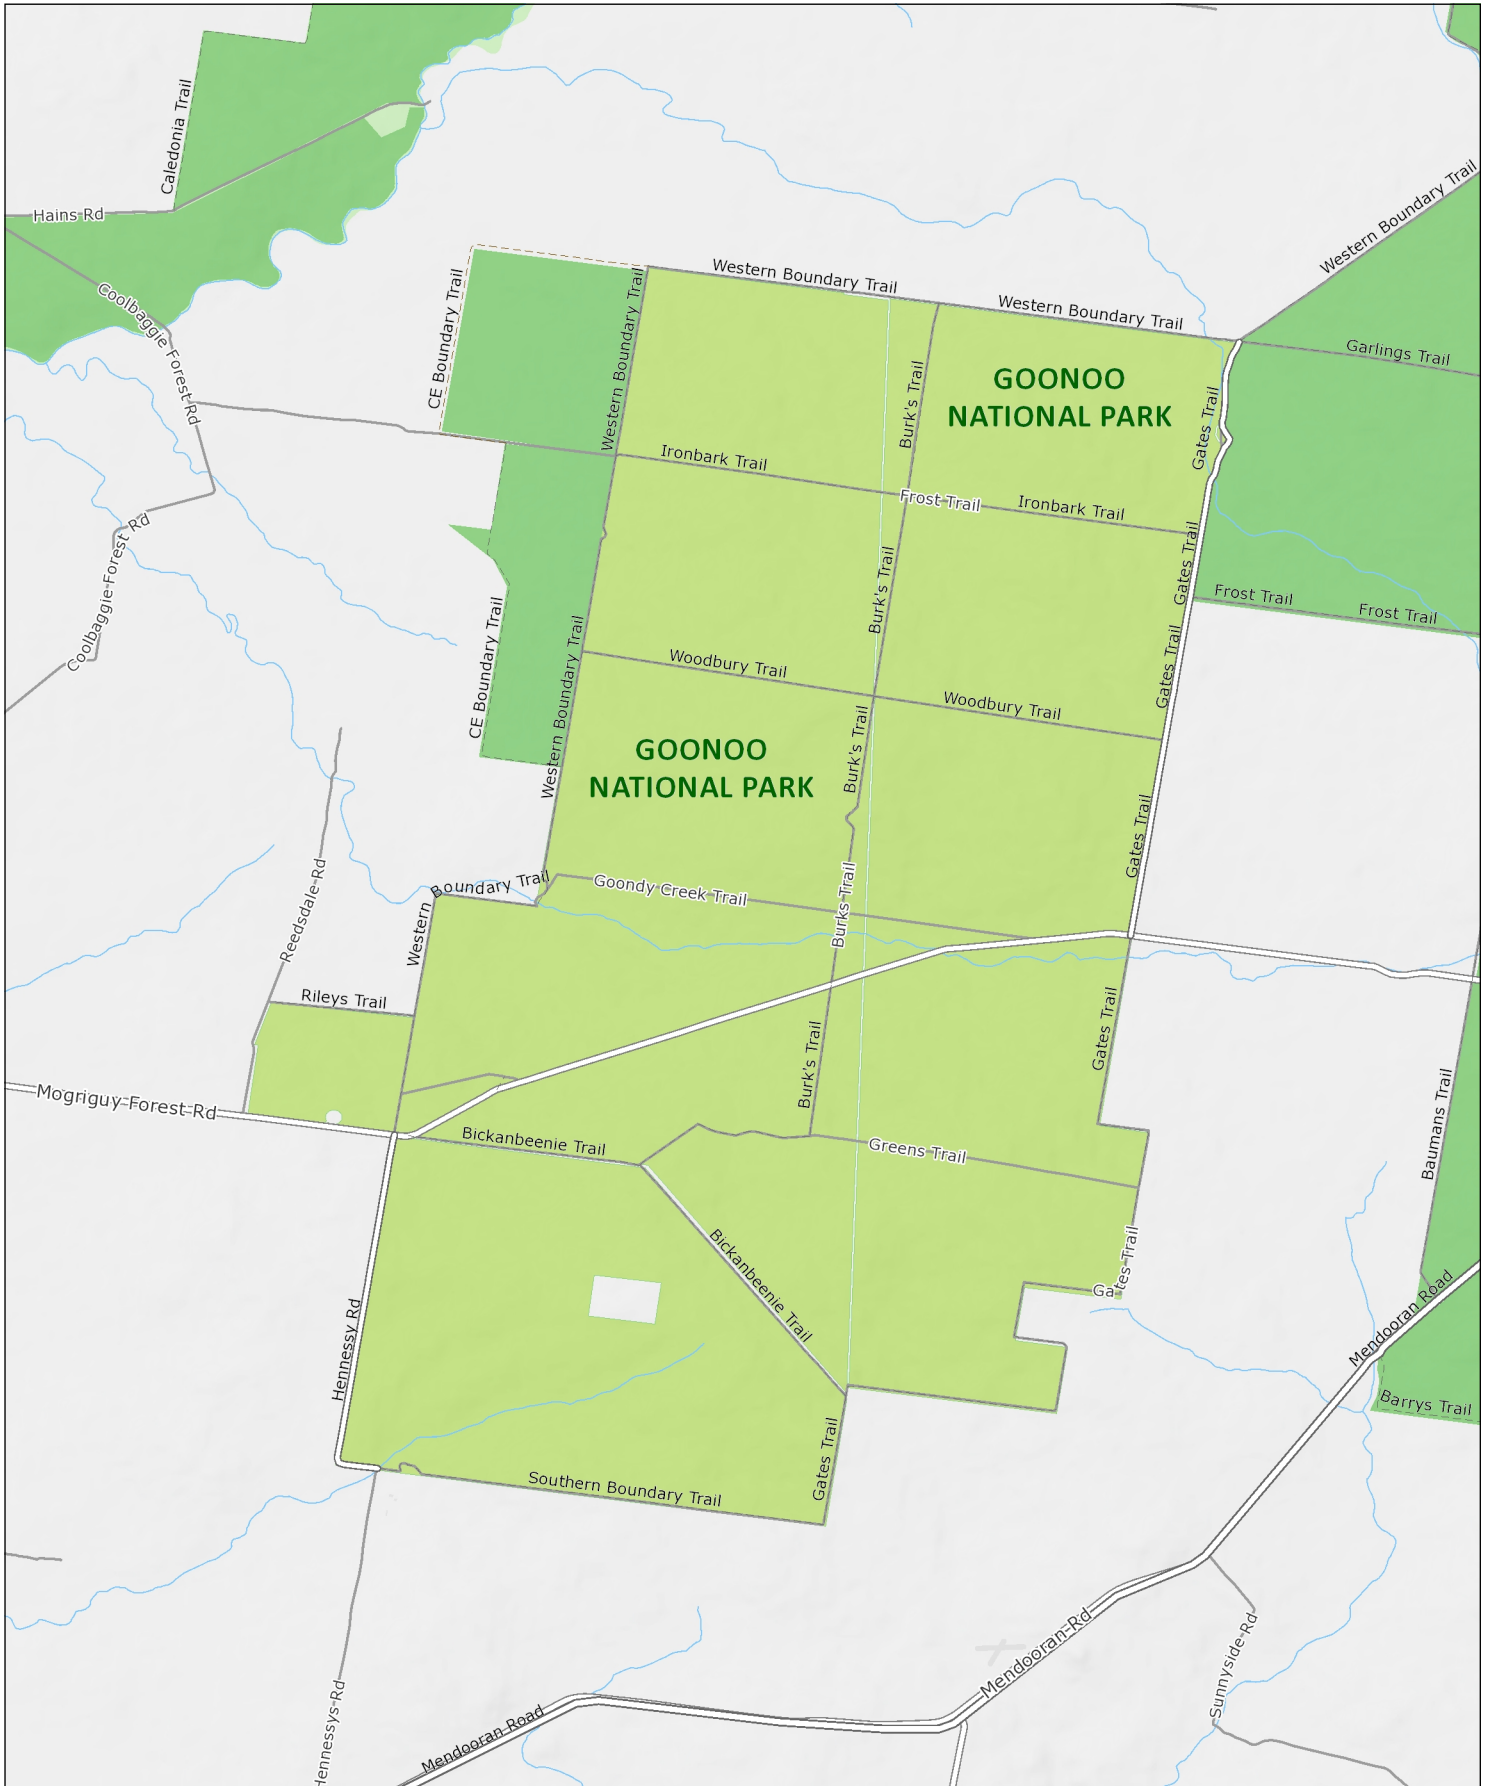 Caledonia Trail
Hains Rd
Western Boundary Trail
Coolbaggie Forest Rd
CE Boundary Trail
Western Boundary Trail
Western Boundary Trail
Western Boundary Trail
Garlings Trail
GOONOO
NATIONAL PARK
Burk's Trail
Gates Trail
Ironbark Trail
Frost Trail
Ironbark Trail
Coolbaggie Forest Rd
Burk's Trail
Gates Trail
Frost Trail
Frost Trail
CE Boundary Trail
Western Boundary Trail
Woodbury Trail
Gates Trail
Woodbury Trail
Burk's Trail
GOONOO
NATIONAL PARK
Gates Trail
Reedsdale Rd
Western
Boundary Trail
Goondy Creek Trail
Burks Trail
Rileys Trail
Gates Trail
Burk's Trail
Mogriguy Forest Rd
Bickanbeenie Trail
Greens Trail
Baumans Trail
Bickanbeenie Trail
Gates Trail
Hennessy Rd
Mendooran Road
Barrys Trail
Gates Trail
Southern Boundary Trail
Mendooran Rd
Sunnyside Rd
Hennessys Rd
Mendooran Road